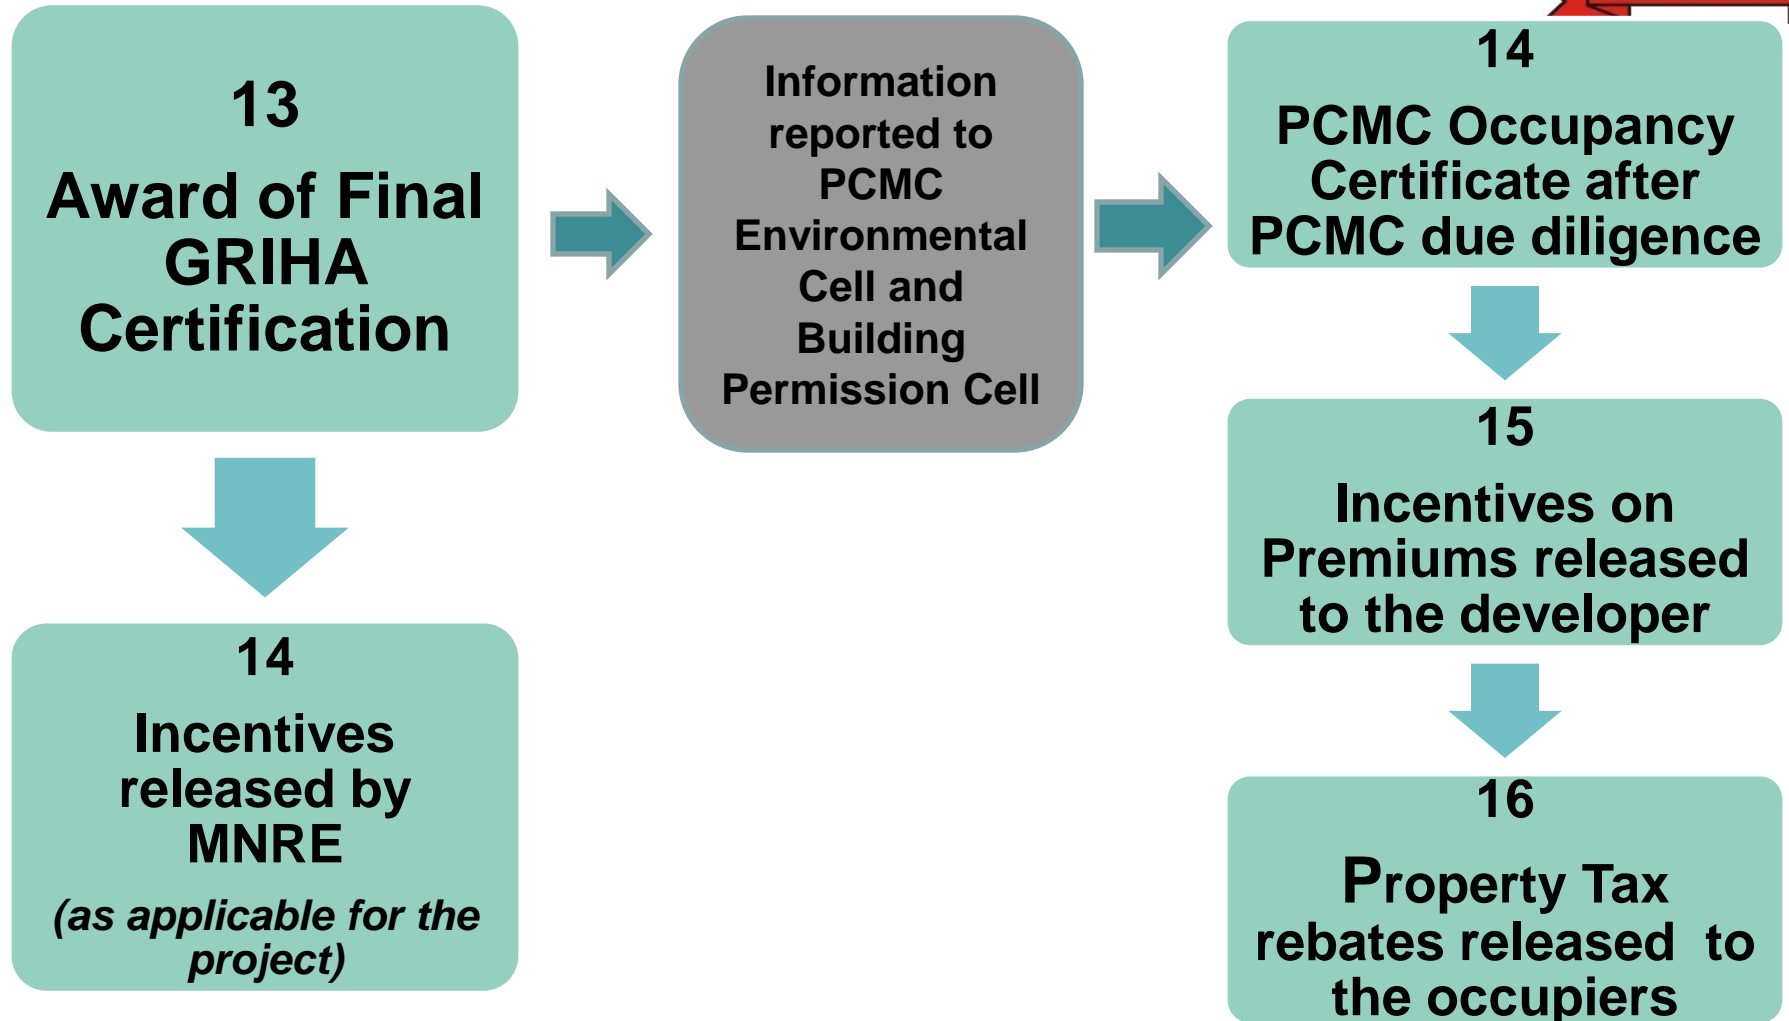 13
Award of Final
GRIHA
Certification
Information
reported to
PCMC
Environmental
Cell and
Building
Permission Cell
14
PCMC Occupancy
Certificate after
PCMC due diligence
14
Incentives
released by
MNRE
(as applicable for the
project)
15
Incentives on
Premiums released
to the developer
16
Property Tax
rebates released to
the occupiers